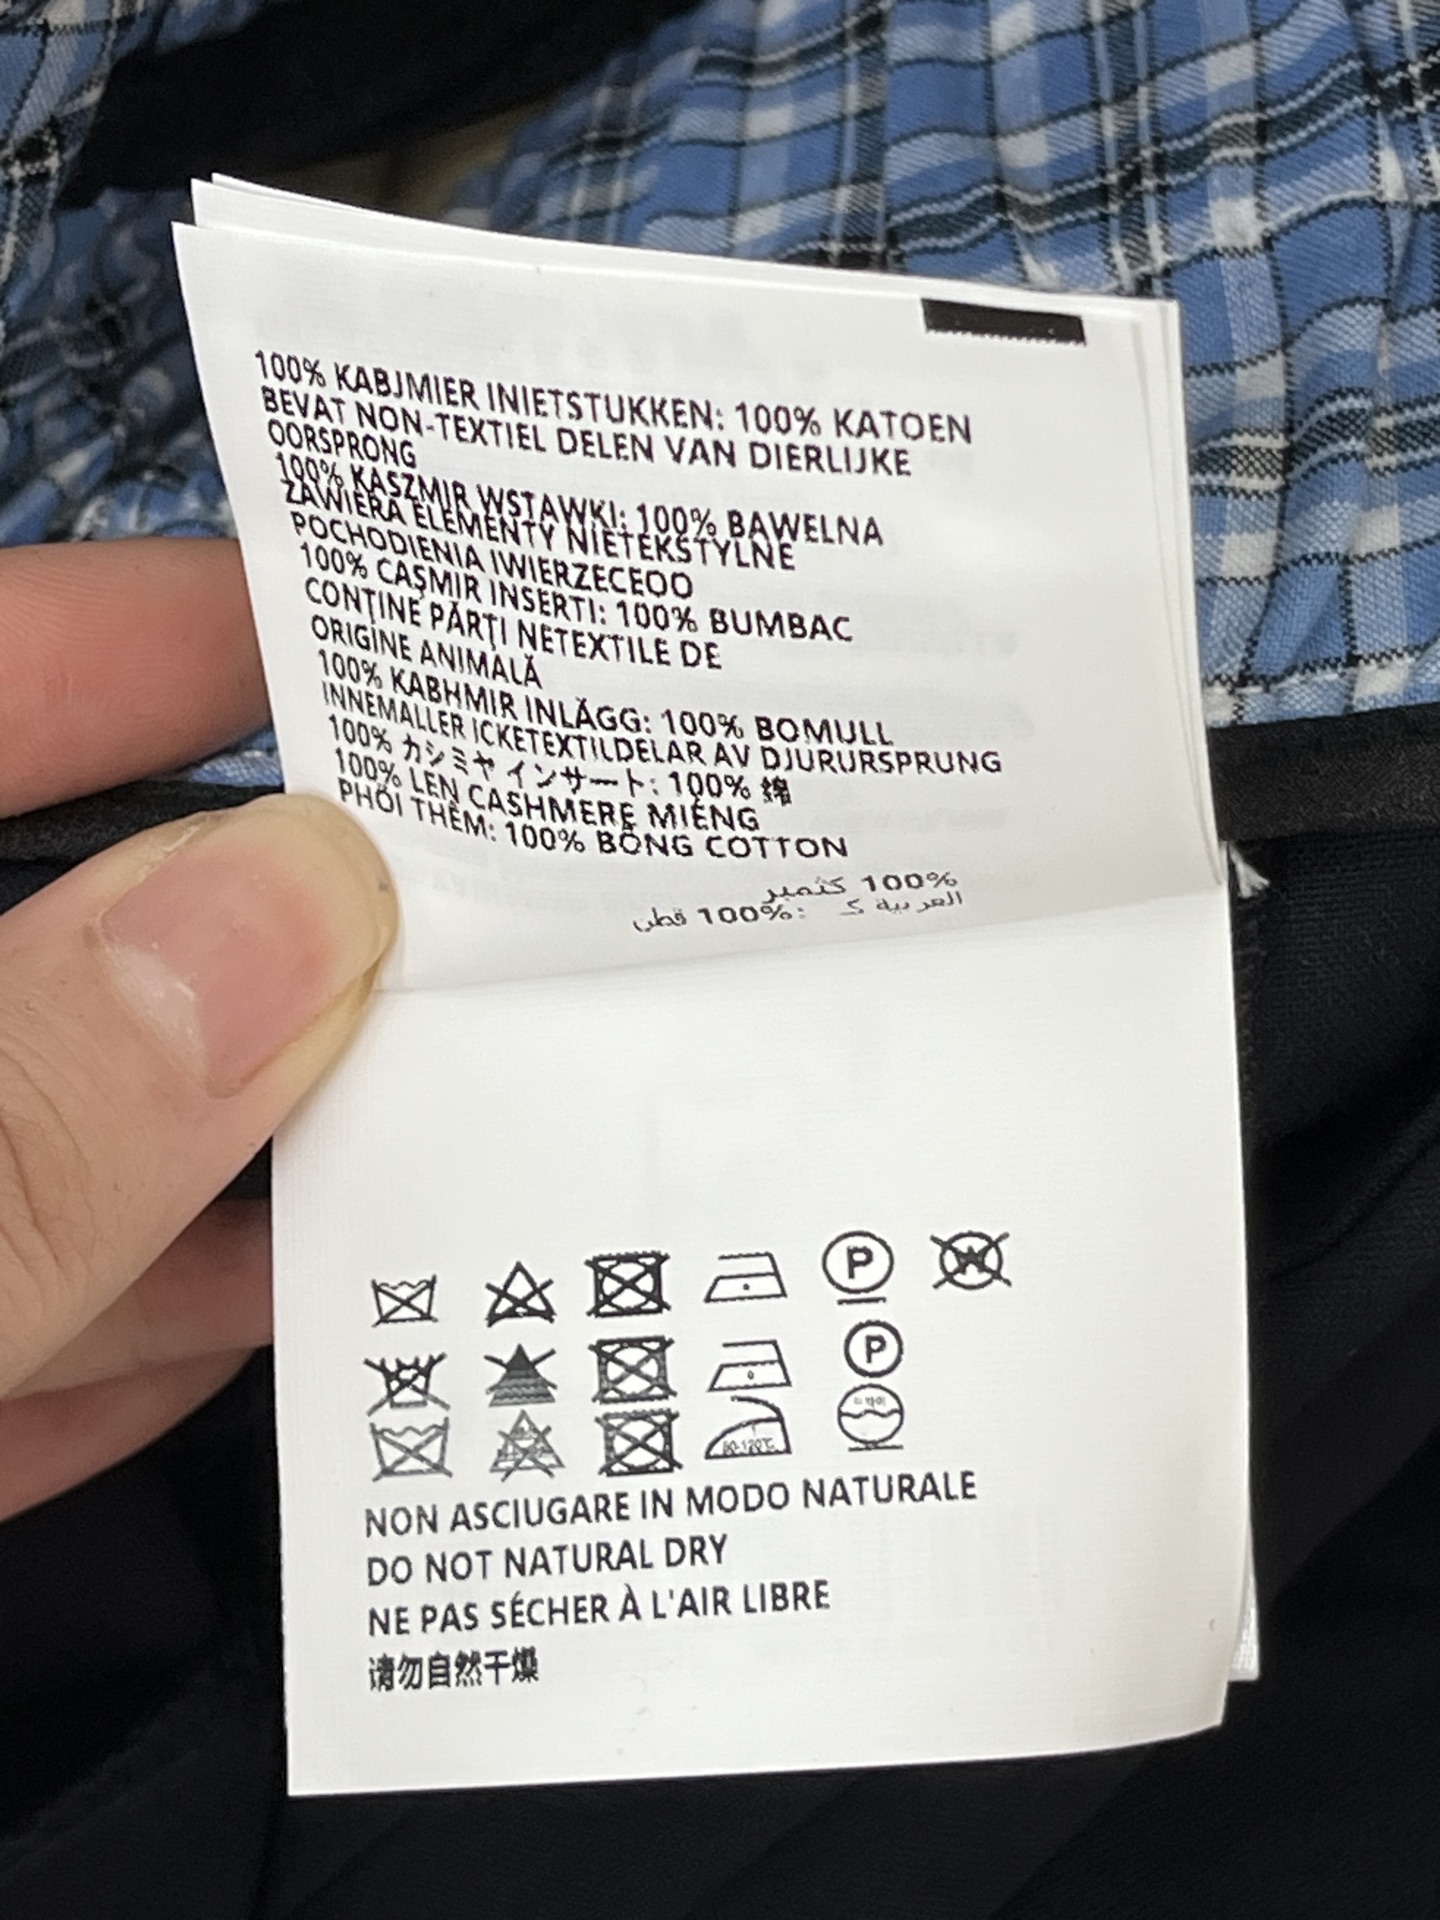 100% KABJMIER INIETSTUKKEN: 100% KATOEN
BEVAT NON-TEXTIEL DELEN VAN DIERLIJKE
OORSPRONG
100% KASZMIR WSTAWKI: 100% BAWELNA
ZAWIERA ELEMENTY NIETEKSTYLNE
POCHODIENIA IWIERZECEOO
100% CAŞMIR INSERTI: 100% BUMBAC
CONȚINE PĂRȚI NETEXTILE DE
ORIGINE ANIMALĂ
100% KABHMIR INLÄGG: 100% BOMULL
INNEMALLER ICKETEXTILDELAR AV DJURURSPRUNG
100% カシミヤ インサート: 100% 綿
100% LEN CASHMERE MIẾNG
PHỐI THÊM: 100% BÔNG COTTON
100% كشمير
العربية ك :100% قطن
P W
P
80-120℃
NON ASCIUGARE IN MODO NATURALE
DO NOT NATURAL DRY
NE PAS SÉCHER À L'AIR LIBRE
请勿自然干燥